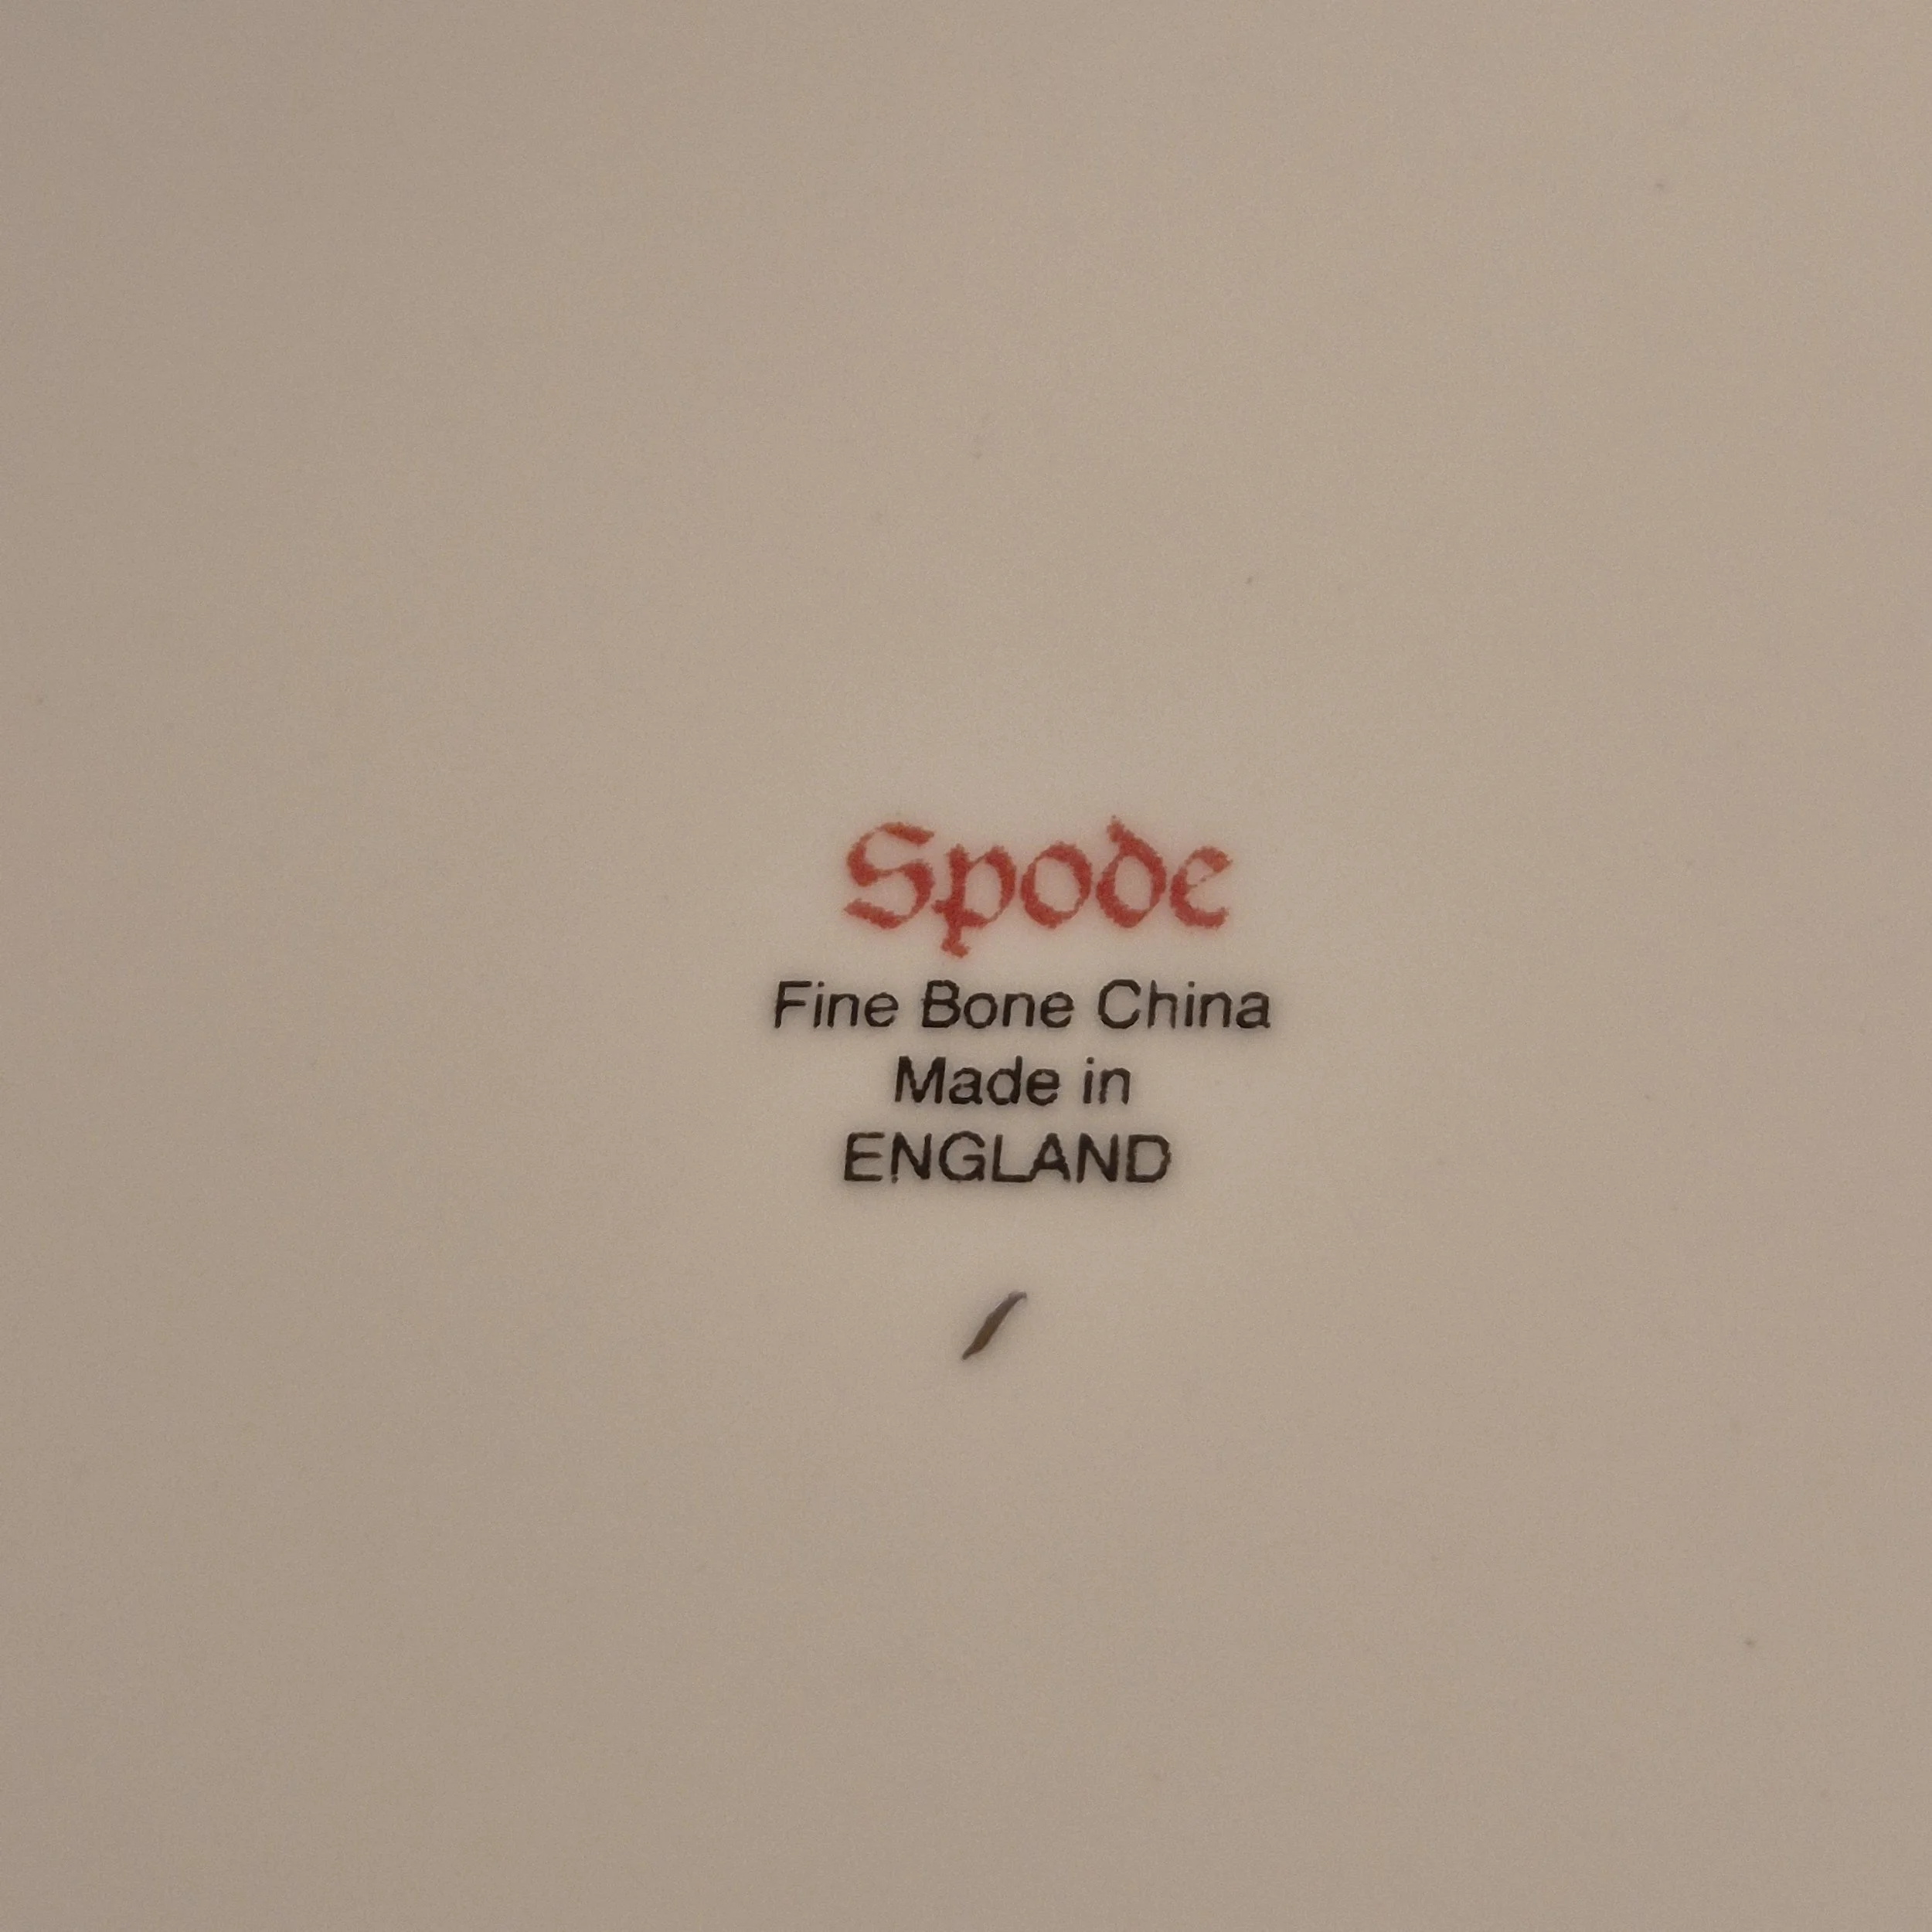 Spode
Fine Bone China
Made in
ENGLAND